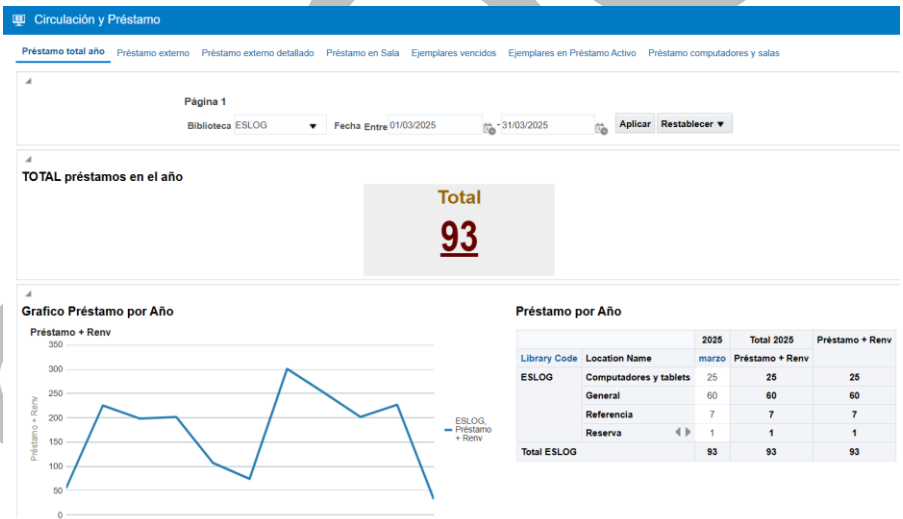 Circulación y Préstamo
Préstamo total año Préstamo externo Préstamo externo detallado Préstamo en Sala Ejemplares vencidos Ejemplares en Préstamo Activo Préstamo computadores y salas
Página 1
Biblioteca ESLOG Fecha Entre 01/03/2025 - 31/03/2025 Aplicar Restablecer
TOTAL préstamos en el año
Total
93
Grafico Préstamo por Año
Préstamo + Renv
350
300
250
200
150
100
50
0
Préstamo + Renv
ESLOG,
Préstamo
+ Renv
Préstamo por Año
2025 Total 2025 Préstamo + Renv
Library Code Location Name marzo Préstamo + Renv
ESLOG Computadores y tablets 25 25 25
General 60 60 60
Referencia 7 7 7
Reserva 1 1 1
Total ESLOG 93 93 93